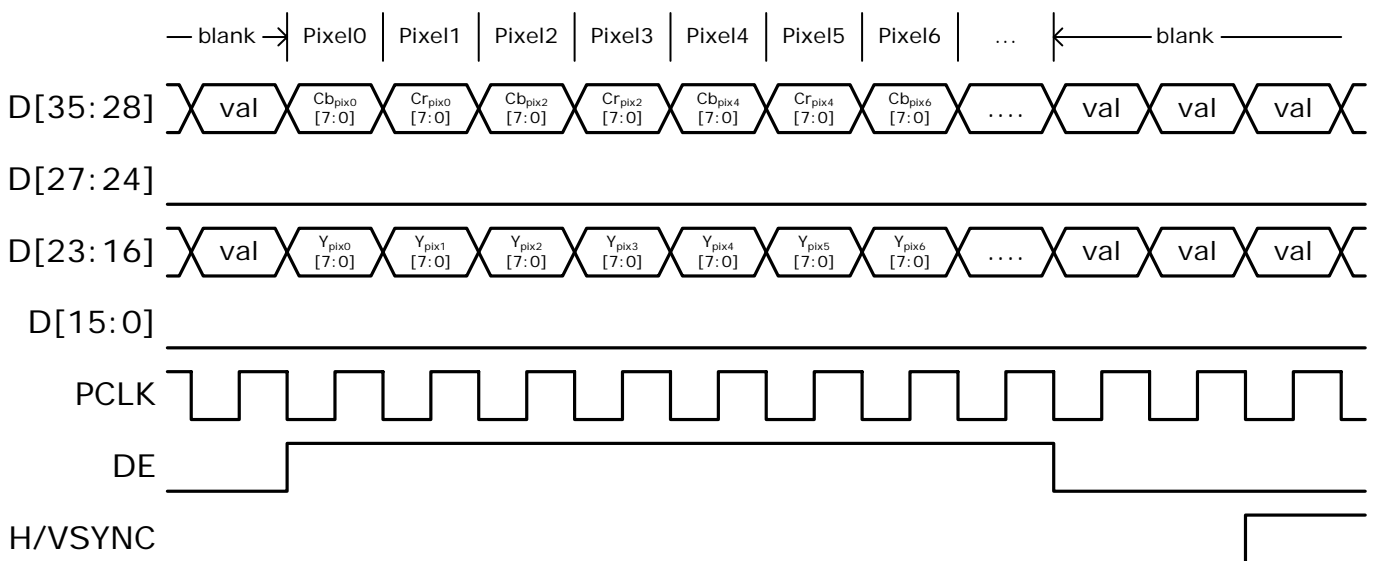 blank Pixel0 Pixel1 Pixel2 Pixel3 Pixel4 Pixel5 Pixel6 ... blank
D[35:28] val Cbpix0 [7:0] Crpix0 [7:0] Cbpix2 [7:0] Crpix2 [7:0] Cbpix4 [7:0] Crpix4 [7:0] Cbpix6 [7:0] .... val val val
D[27:24]
D[23:16] val Ypix0 [7:0] Ypix1 [7:0] Ypix2 [7:0] Ypix3 [7:0] Ypix4 [7:0] Ypix5 [7:0] Ypix6 [7:0] .... val val val
D[15:0]
PCLK
DE
H/VSYNC